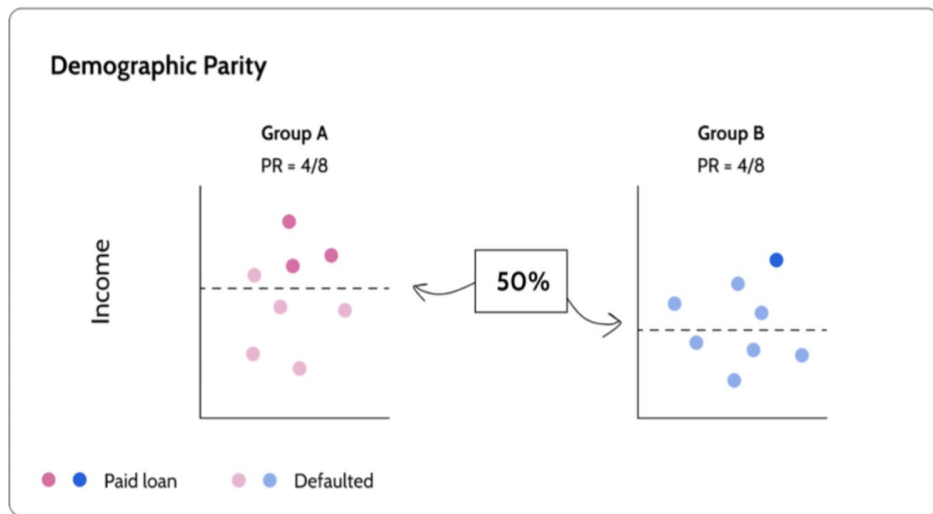 Demographic Parity
Group A
PR = 4/8
Group B
PR = 4/8
Income
50%
Paid loan
Defaulted